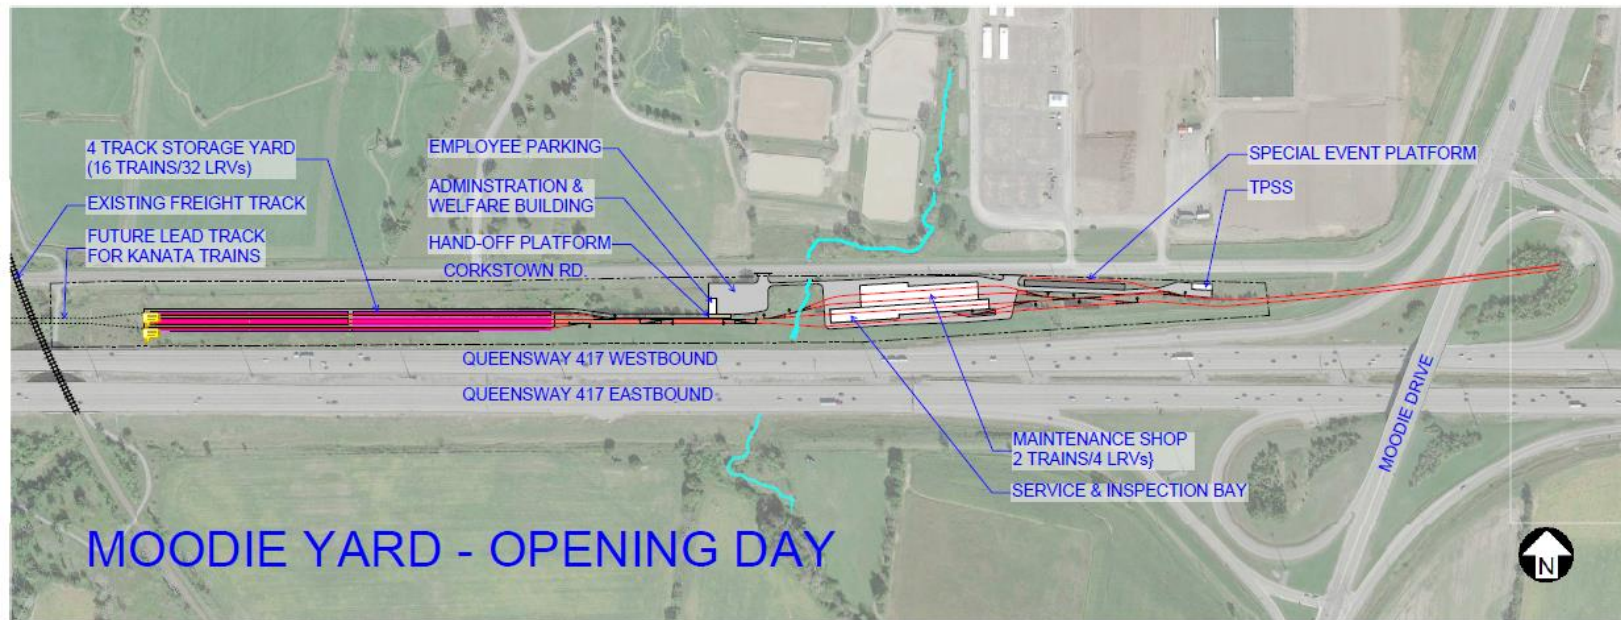 4 TRACK STORAGE YARD
(16 TRAINS/32 LRVs)
EXISTING FREIGHT TRACK
FUTURE LEAD TRACK
FOR KANATA TRAINS
EMPLOYEE PARKING
ADMINSTRATION &
WELFARE BUILDING
HAND-OFF PLATFORM
CORKSTOWN RD.
SPECIAL EVENT PLATFORM
TPSS
QUEENSWAY 417 WESTBOUND
QUEENSWAY 417 EASTBOUND
MAINTENANCE SHOP
2 TRAINS/4 LRVs}
SERVICE & INSPECTION BAY
MOODIE DRIVE
MOODIE YARD - OPENING DAY
N